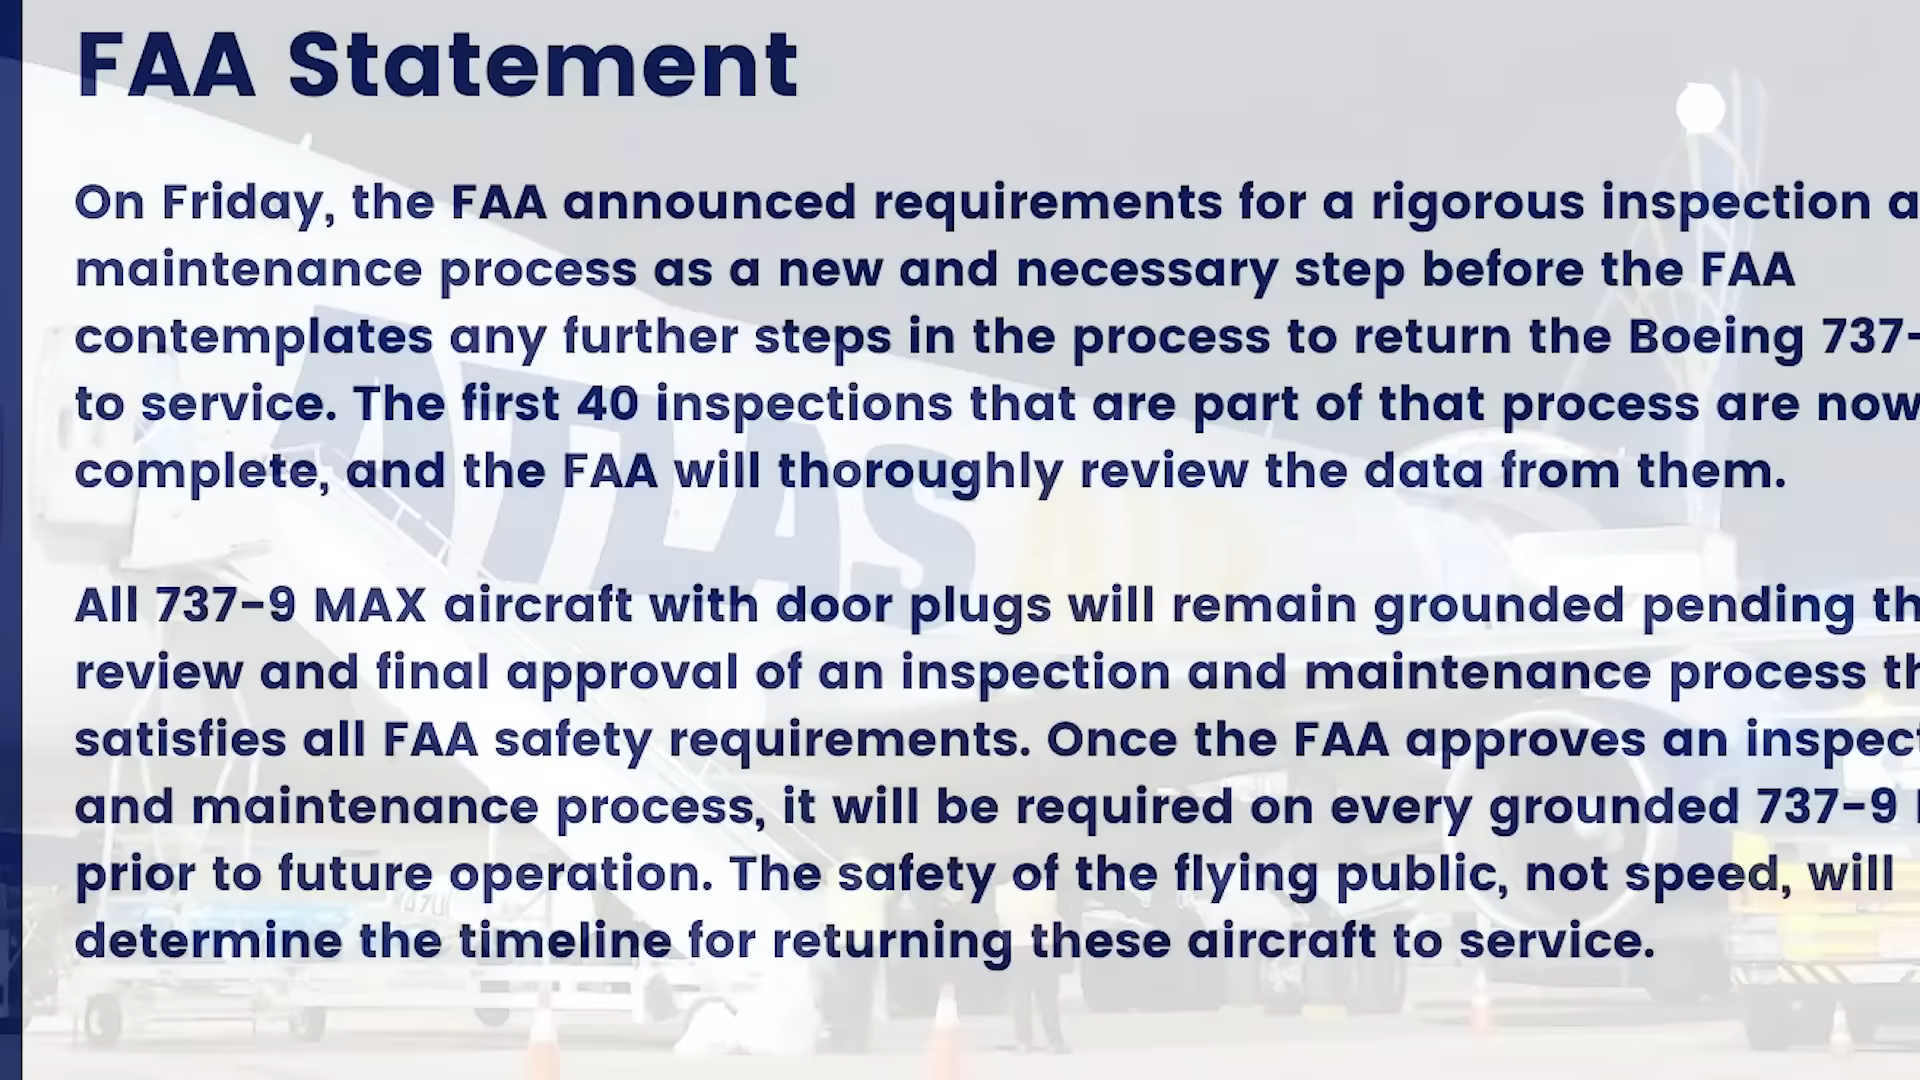 FAA Statement
On Friday, the FAA announced requirements for a rigorous inspection
maintenance process as a new and necessary step before the FAA
contemplates any further steps in the process to return the Boeing 737-
to service. The first 40 inspections that are part of that process are now
complete, and the FAA will thoroughly review the data from them.
All 737-9 MAX aircraft with door plugs will remain grounded pending
review and final approval of an inspection and maintenance process
satisfies all FAA safety requirements. Once the FAA approves an
and maintenance process, it will be required on every grounded 737-9
prior to future operation. The safety of the flying public, not speed, will
determine the timeline for returning these aircraft to service.
ATLAS AIR